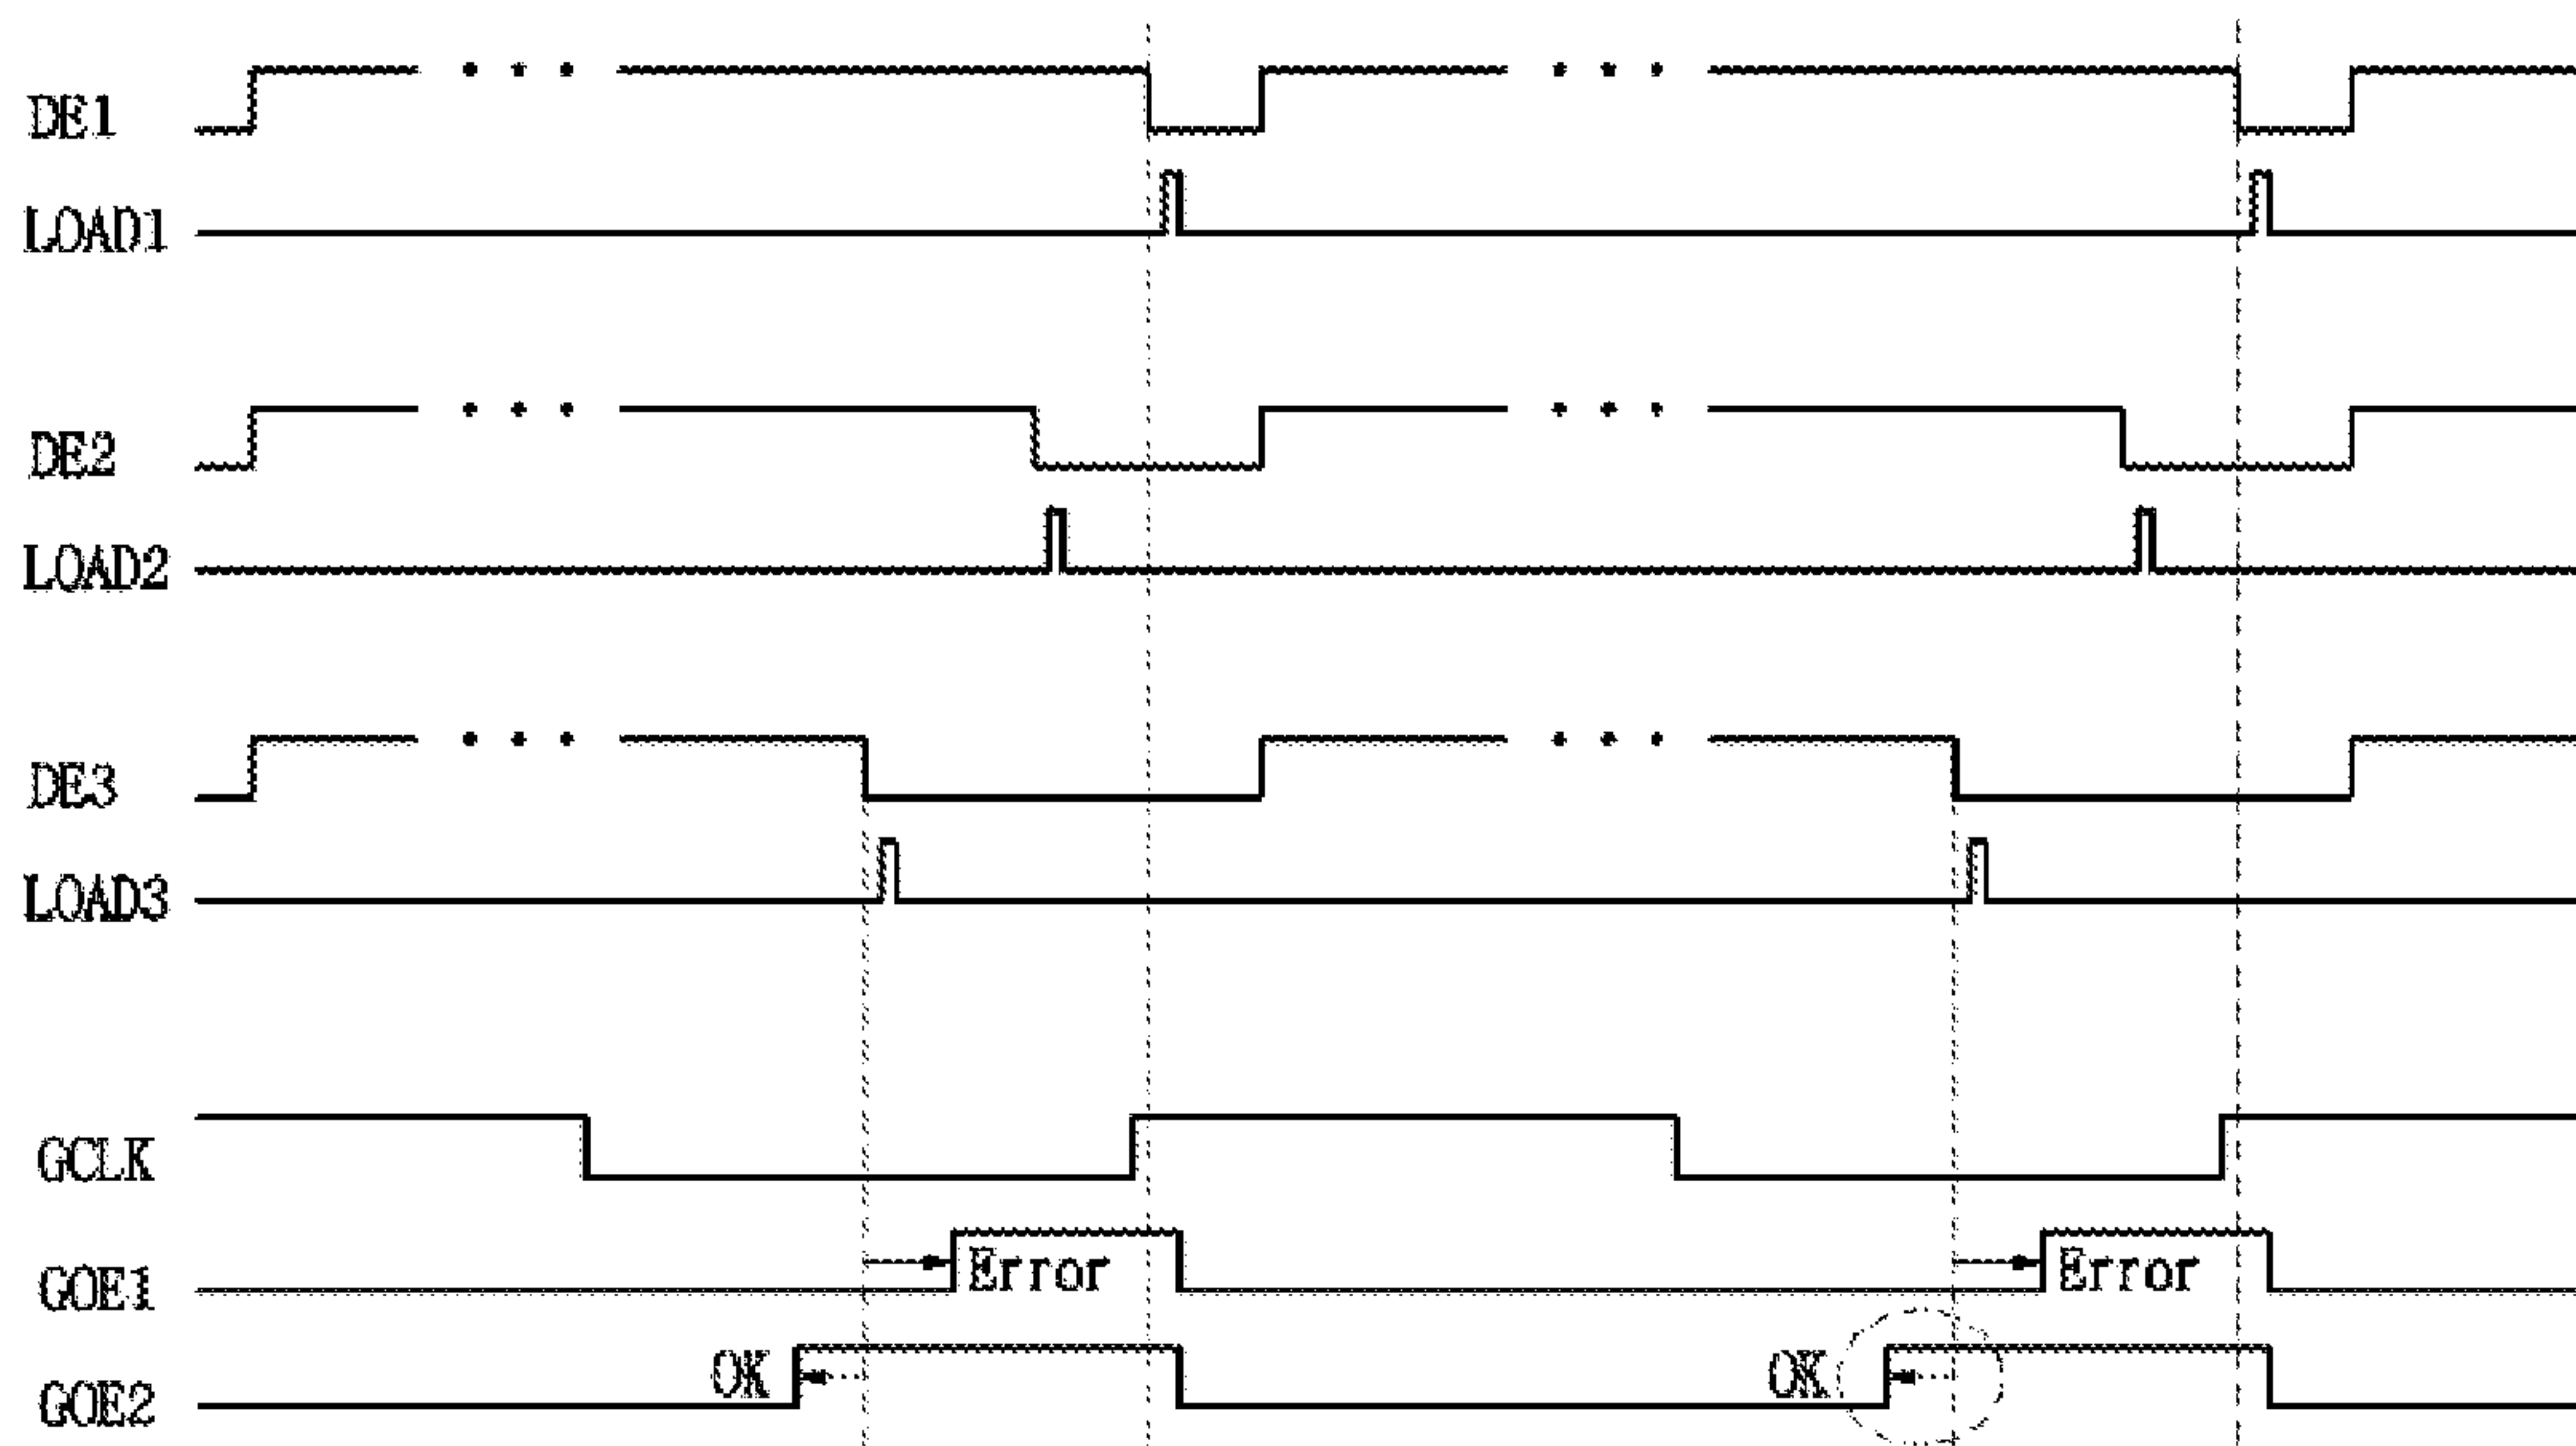 DE1
LOAD1
DE2
LOAD2
DE3
LOAD3
GCLK
GOE1 Error Error
GOE2 OK OK